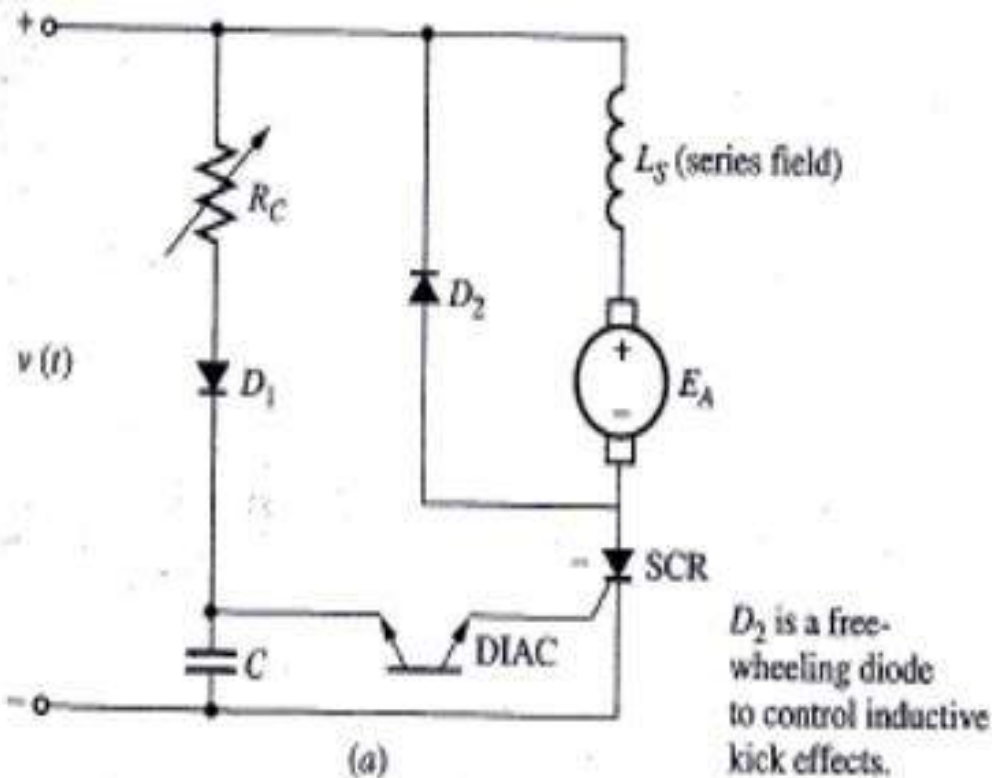 +
L_S (series field)
R_C
D_2
v (t)
D_1
+
E_A
-
- SCR
DIAC
C
-
D_2 is a free-
wheeling diode
to control inductive
kick effects.
(a)